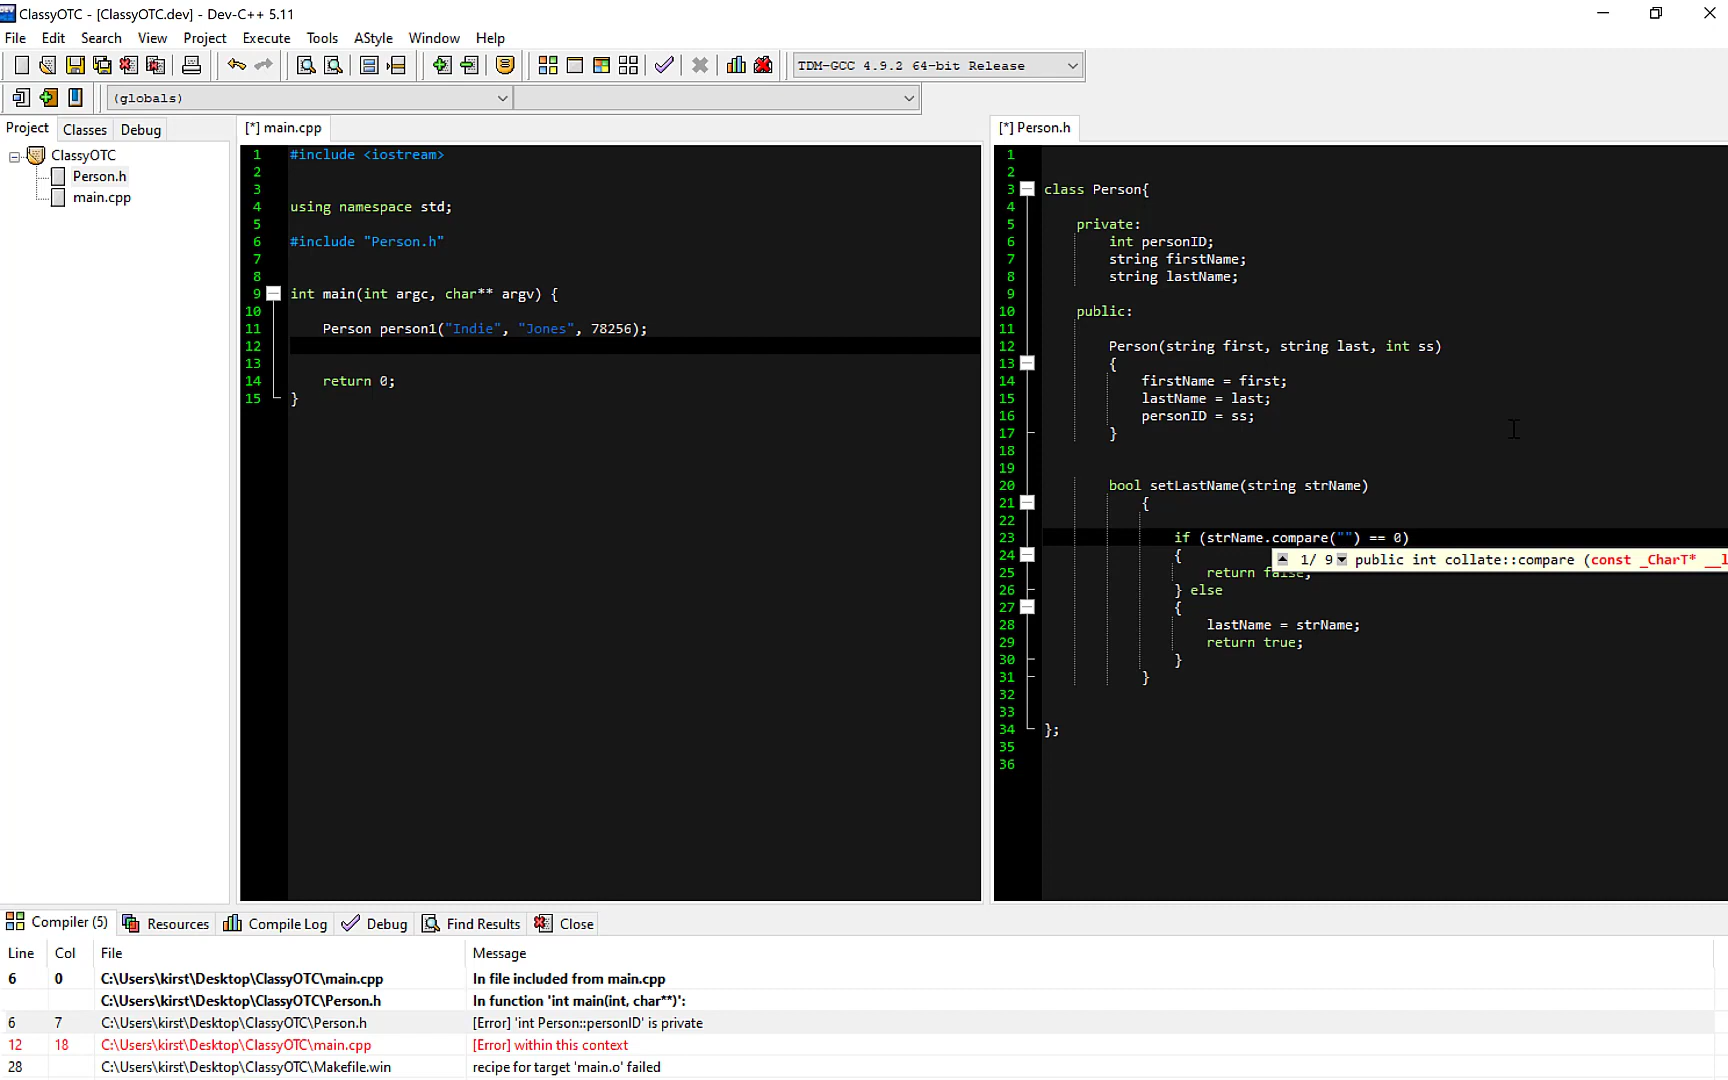 ClassyOTC - [ClassyOTC.dev] - Dev-C++ 5.11
File Edit Search View Project Execute Tools AStyle Window Help
TDM-GCC 4.9.2 64-bit Release
(globals)
Project Classes Debug
[*] main.cpp
[*] Person.h
ClassyOTC
Person.h
main.cpp
1 #include <iostream>
2
3
4 using namespace std;
5
6 #include "Person.h"
7
8
9 int main(int argc, char** argv) {
10
11 Person person1("Indie", "Jones", 78256);
12
13
14 return 0;
15 }
1
2
3 class Person{
4
5 private:
6 int personID;
7 string firstName;
8 string lastName;
9
10 public:
11
12 Person(string first, string last, int ss)
13 {
14 firstName = first;
15 lastName = last;
16 personID = ss;
17 }
18
19
20 bool setLastName(string strName)
21 {
22
23 if (strName.compare("") == 0)
24 {
1/ 9 public int collate::compare (const _CharT* __l
25 return false;
26 } else
27 {
28 lastName = strName;
29 return true;
30 }
31 }
32
33
34 };
35
36
Compiler (5) Resources Compile Log Debug Find Results Close
Line Col File Message
6 0 C:\Users\kirst\Desktop\ClassyOTC\main.cpp In file included from main.cpp
C:\Users\kirst\Desktop\ClassyOTC\Person.h In function 'int main(int, char**)':
6 7 C:\Users\kirst\Desktop\ClassyOTC\Person.h [Error] 'int Person::personID' is private
12 18 C:\Users\kirst\Desktop\ClassyOTC\main.cpp [Error] within this context
28 C:\Users\kirst\Desktop\ClassyOTC\Makefile.win recipe for target 'main.o' failed